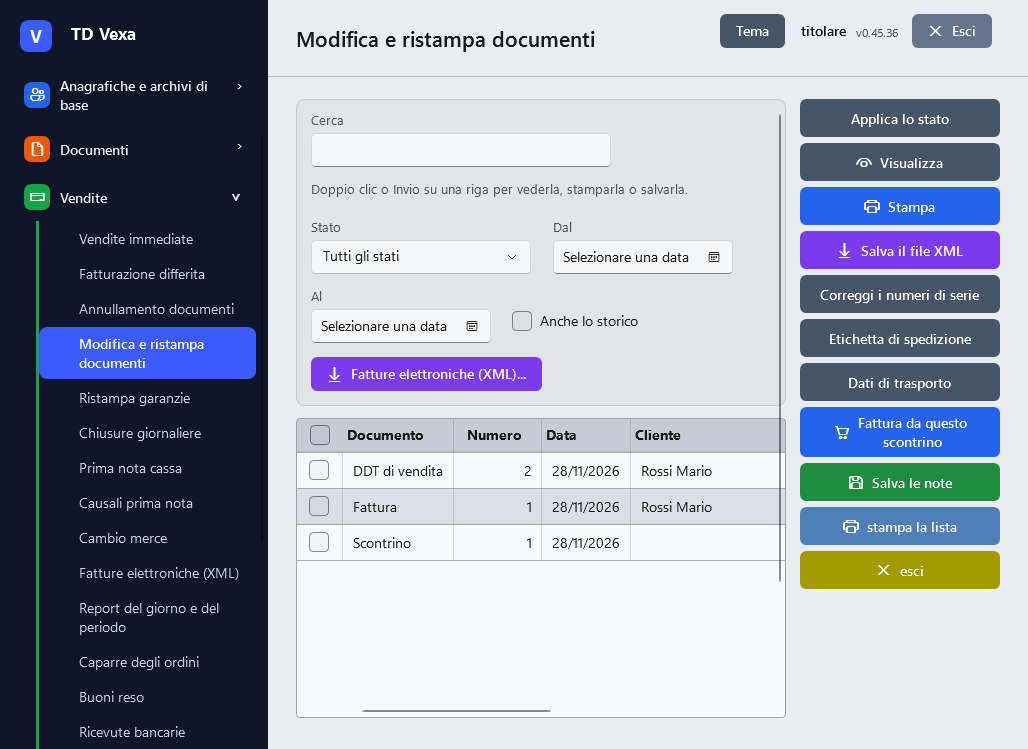 V
TD Vexa
Anagrafiche e archivi di
base
Documenti
Vendite
Vendite immediate
Fatturazione differita
Annullamento documenti
Modifica e ristampa
documenti
Ristampa garanzie
Chiusure giornaliere
Prima nota cassa
Causali prima nota
Cambio merce
Fatture elettroniche (XML)
Report del giorno e del
periodo
Caparre degli ordini
Buoni reso
Ricevute bancarie
Modifica e ristampa documenti
Tema
titolare v0.45.36
Esci
Cerca
Doppio clic o Invio su una riga per vederla, stamparla o salvarla.
Stato
Dal
Tutti gli stati
Selezionare una data
Al
Selezionare una data
Anche lo storico
Fatture elettroniche (XML)...
Documento Numero Data Cliente
DDT di vendita 2 28/11/2026 Rossi Mario
Fattura 1 28/11/2026 Rossi Mario
Scontrino 1 28/11/2026
Applica lo stato
Visualizza
Stampa
Salva il file XML
Correggi i numeri di serie
Etichetta di spedizione
Dati di trasporto
Fattura da questo
scontrino
Salva le note
stampa la lista
esci